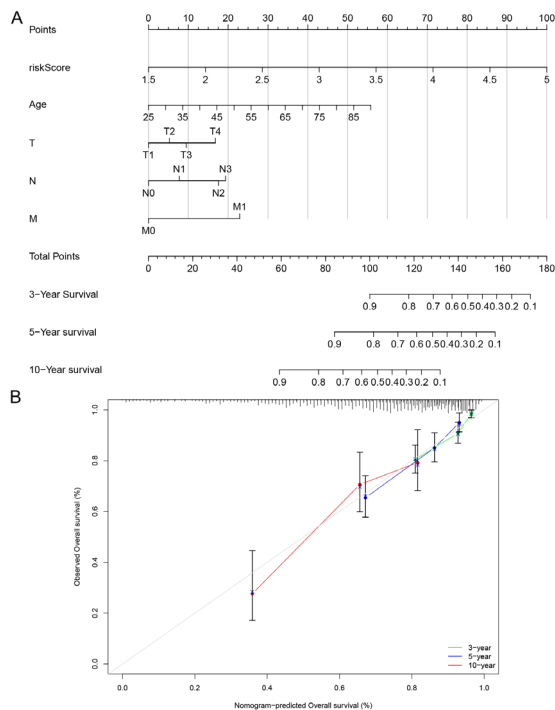 A
Points
0 10 20 30 40 50 60 70 80 90 100
riskScore
1.5 2 2.5 3 3.5 4 4.5 5
Age
25 35 45 55 65 75 85
T2 T4
T
T1 T3
N1 N3
N
N0 N2
M1
M
M0
Total Points
0 20 40 60 80 100 120 140 160 180
3−Year Survival
0.9 0.8 0.7 0.6 0.5 0.4 0.3 0.2 0.1
5−Year survival
0.9 0.8 0.7 0.6 0.5 0.4 0.3 0.2 0.1
10−Year survival
0.9 0.8 0.7 0.6 0.5 0.4 0.3 0.2 0.1
B
Observed Overall survival (%)
1.0
0.8
0.6
0.4
0.2
0.0
3−year
5−year
10−year
0.0 0.2 0.4 0.6 0.8 1.0
Nomogram−predicted Overall survival (%)